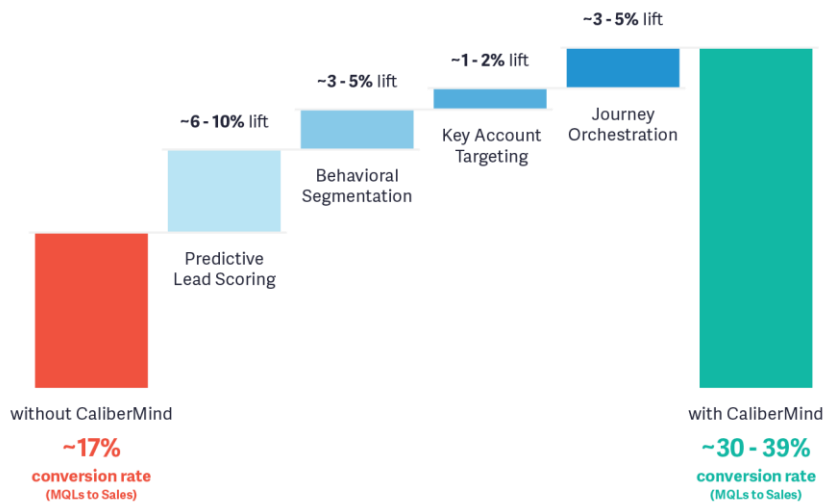 ~3 - 5% lift
~1 - 2% lift
~3 - 5% lift
~6 - 10% lift
Journey
Orchestration
Key Account
Targeting
Behavioral
Segmentation
Predictive
Lead Scoring
without CaliberMind
~17%
conversion rate
(MQLs to Sales)
with CaliberMind
~30 - 39%
conversion rate
(MQLs to Sales)